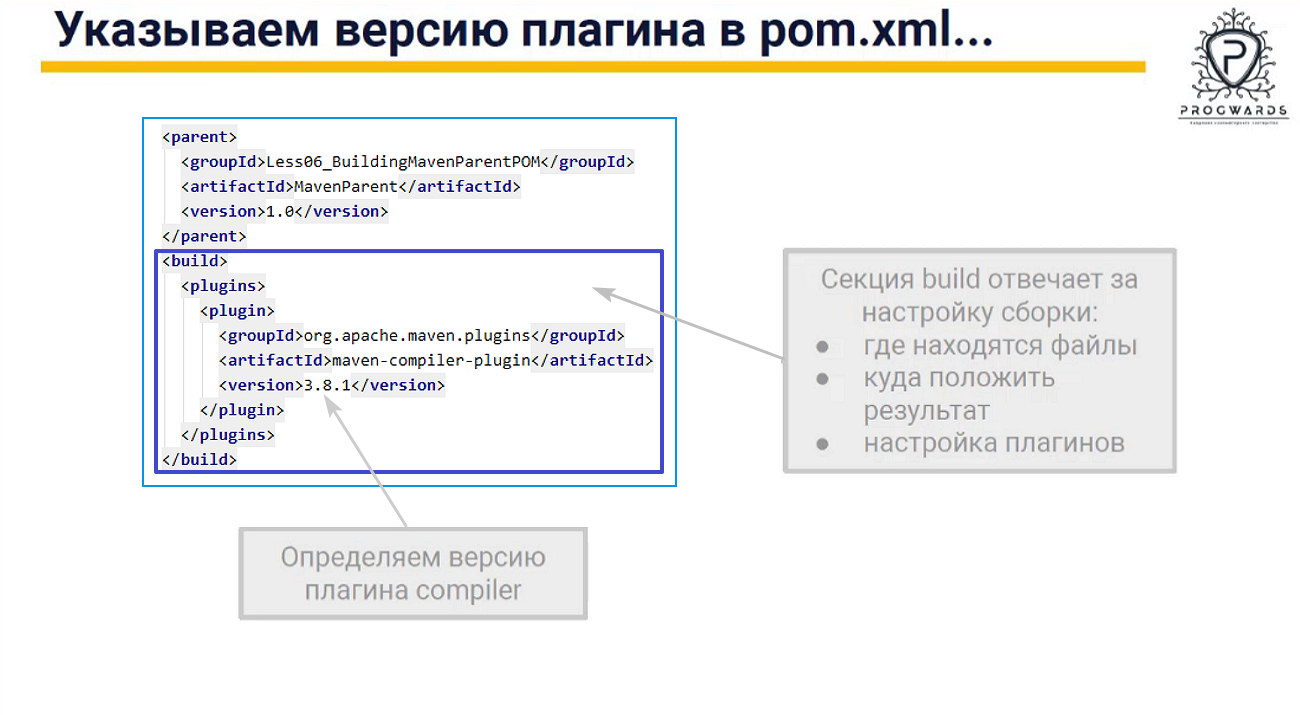 Указываем версию плагина в pom.xml...
PROGWARDS
<parent>
<groupId>Less06_BuildingMavenParentPOM</groupId>
<artifactId>MavenParent</artifactId>
<version>1.0</version>
</parent>
<build>
<plugins>
<plugin>
<groupId>org.apache.maven.plugins</groupId>
<artifactId>maven-compiler-plugin</artifactId>
<version>3.8.1</version>
</plugin>
</plugins>
</build>
Секция build отвечает за
настройку сборки:
● где находятся файлы
● куда положить
результат
● настройка плагинов
Определяем версию
плагина compiler